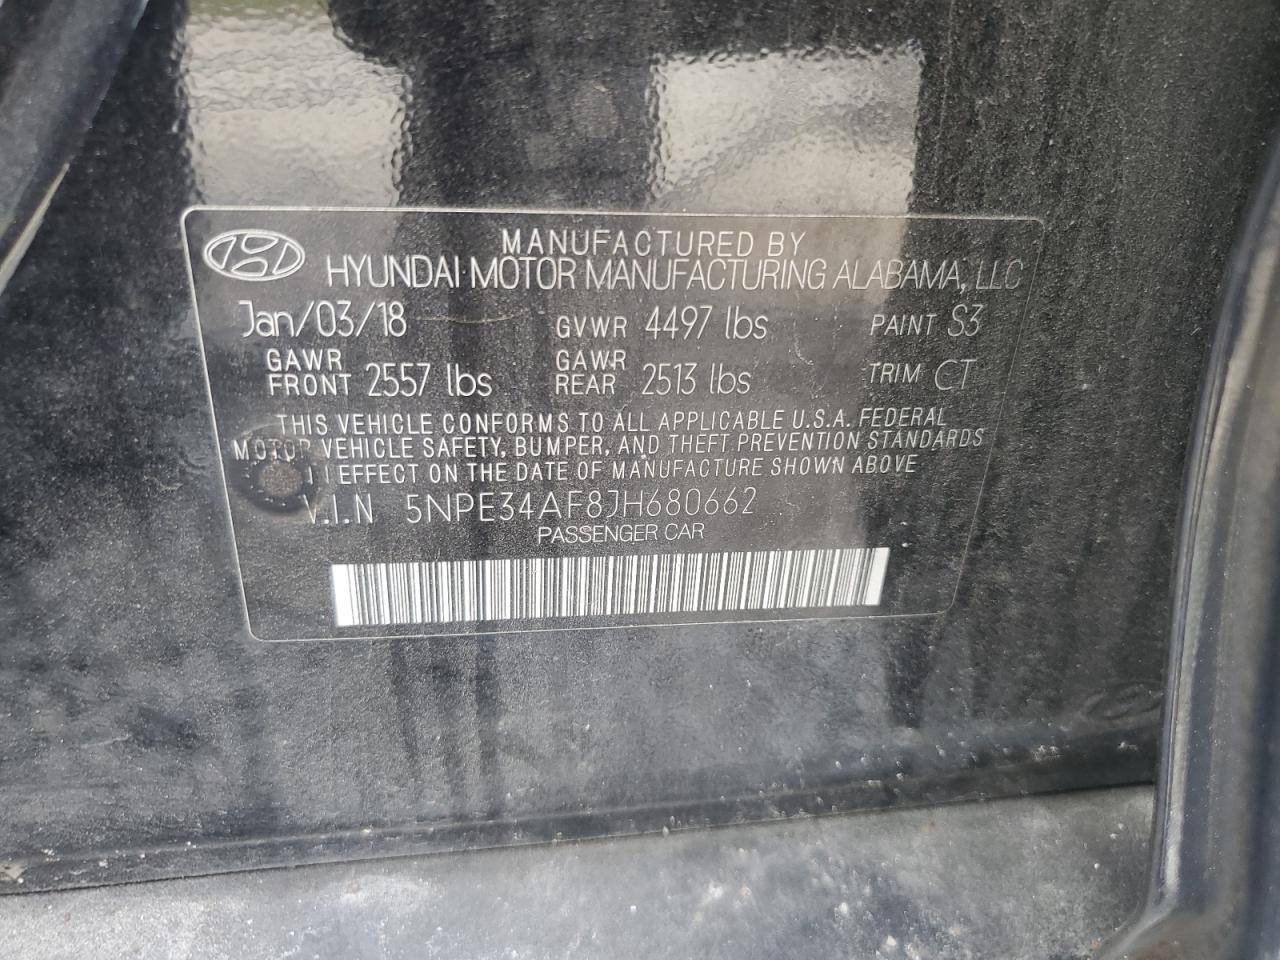 MANUFACTURED BY
HYUNDAI MOTOR MANUFACTURING ALABAMA, LLC
Jan/03/18 GVWR 4497 lbs PAINT S3
GAWR FRONT 2557 lbs GAWR REAR 2513 lbs TRIM CT
THIS VEHICLE CONFORMS TO ALL APPLICABLE U.S.A. FEDERAL
MOTOR VEHICLE SAFETY, BUMPER, AND THEFT PREVENTION STANDARDS
IN EFFECT ON THE DATE OF MANUFACTURE SHOWN ABOVE
V.I.N 5NPE34AF8JH680662
PASSENGER CAR